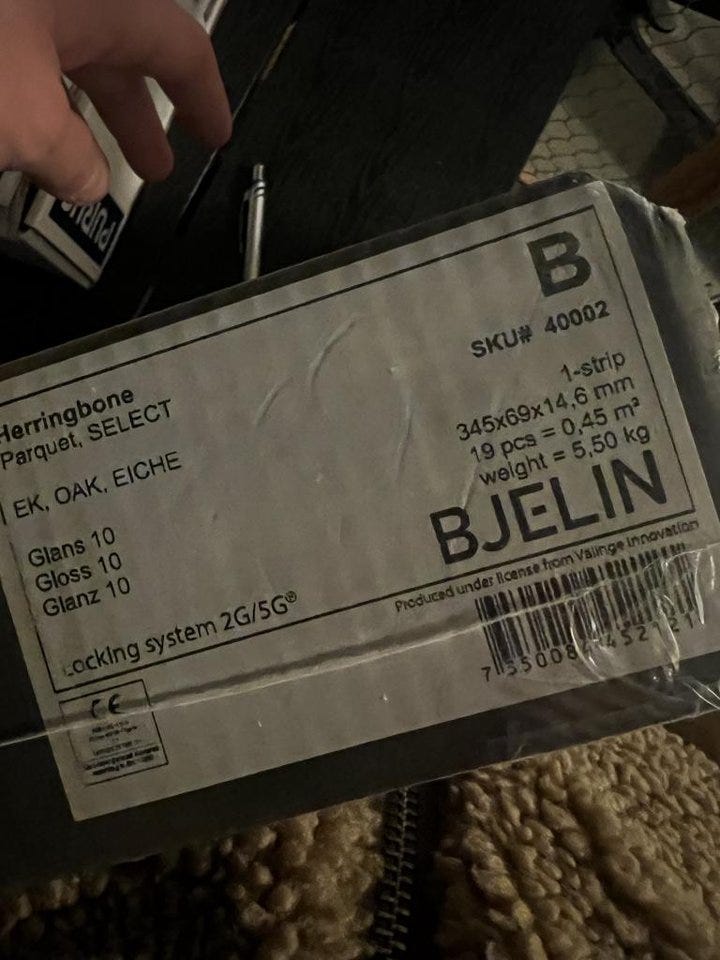 B
SKU# 40002
Herringbone
Parquet, SELECT
EK, OAK, EICHE
1-strip
345x69x14,6 mm
19 pcs = 0,45 m²
weight = 5,50 kg
BJELIN
Glans 10
Gloss 10
Glanz 10
Locking system 2G/5G®
Produced under license from Välinge Innovation
CE